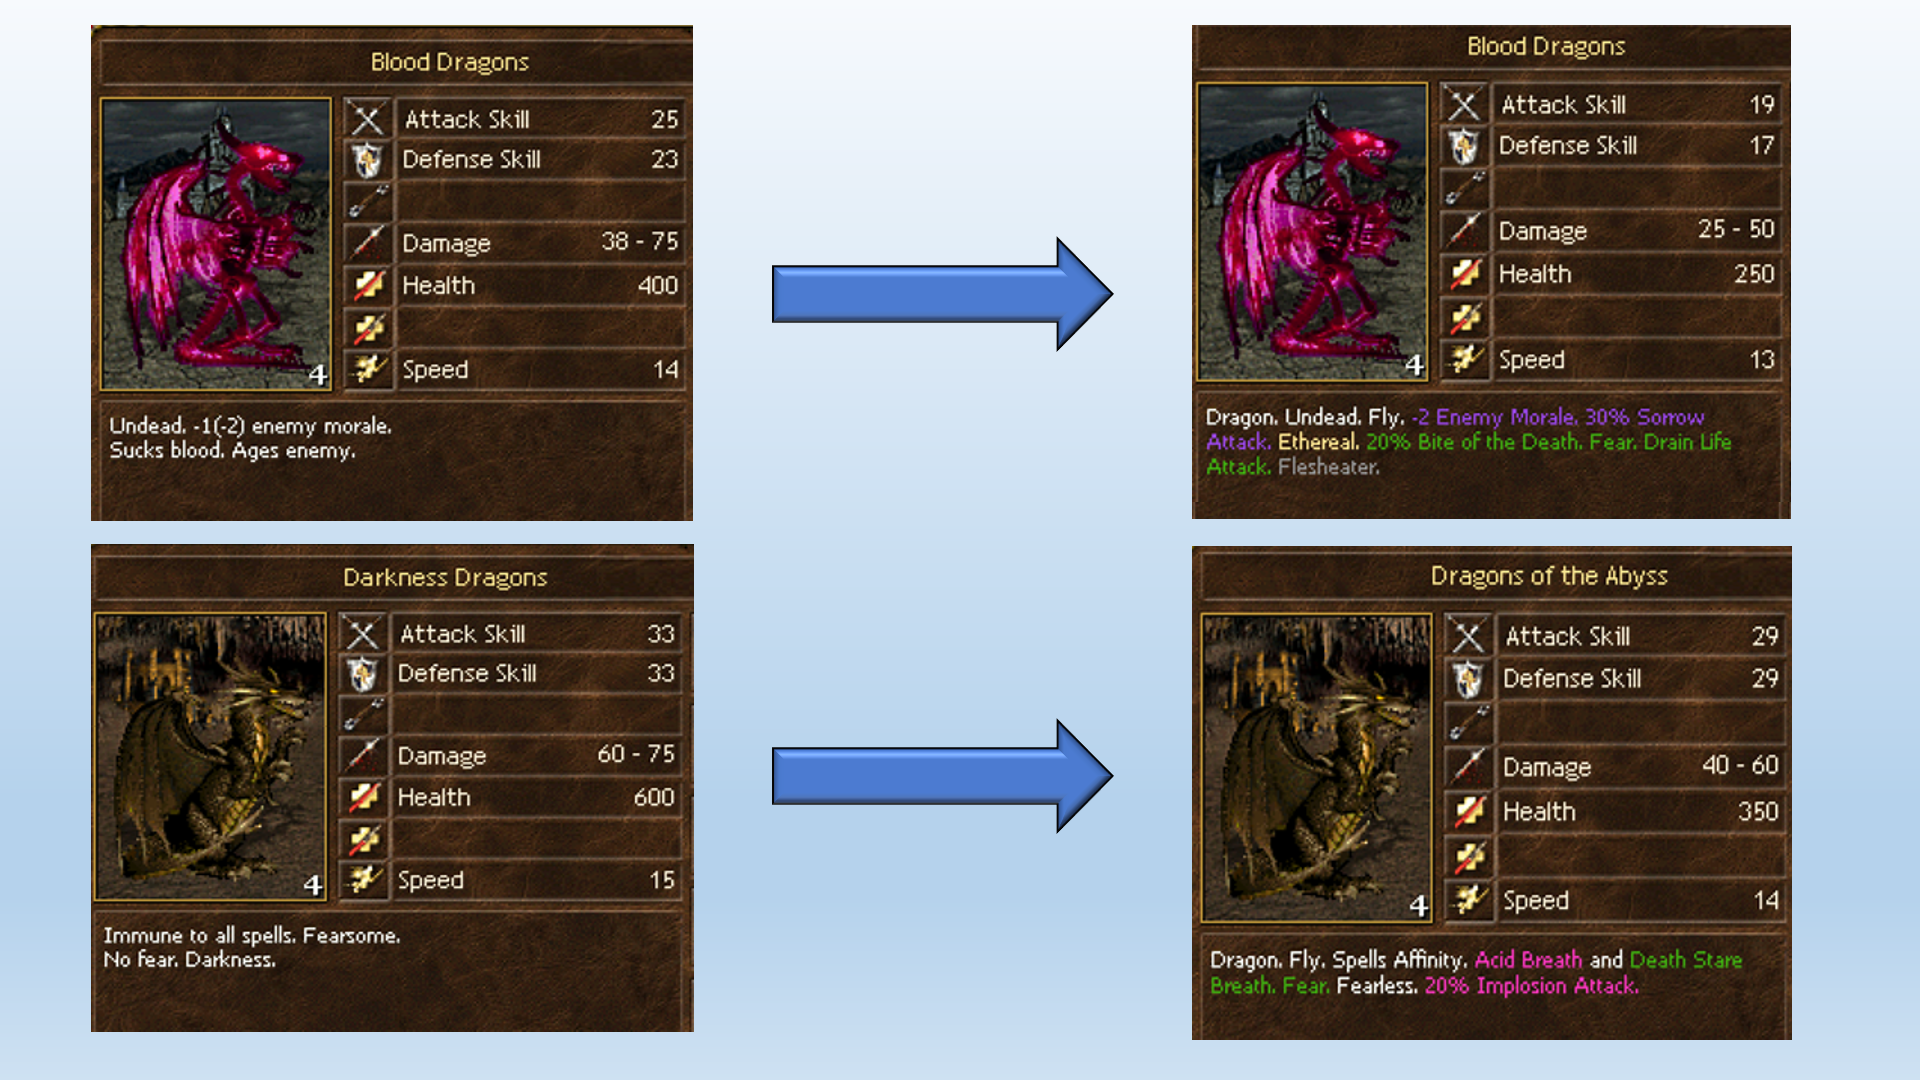 Blood Dragons
Attack Skill 25
Defense Skill 23
Damage 38 - 75
Health 400
Speed 14
4
Undead. -1(-2) enemy morale.
Sucks blood. Ages enemy.
Blood Dragons
Attack Skill 19
Defense Skill 17
Damage 25 - 50
Health 250
Speed 13
4
Dragon. Undead. Fly. -2 Enemy Morale. 30% Sorrow
Attack. Ethereal. 20% Bite of the Death. Fear. Drain Life
Attack. Flesheater.
Darkness Dragons
Attack Skill 33
Defense Skill 33
Damage 60 - 75
Health 600
Speed 15
4
Immune to all spells. Fearsome.
No fear. Darkness.
Dragons of the Abyss
Attack Skill 29
Defense Skill 29
Damage 40 - 60
Health 350
Speed 14
4
Dragon. Fly. Spells Affinity. Acid Breath and Death Stare
Breath. Fear. Fearless. 20% Implosion Attack.